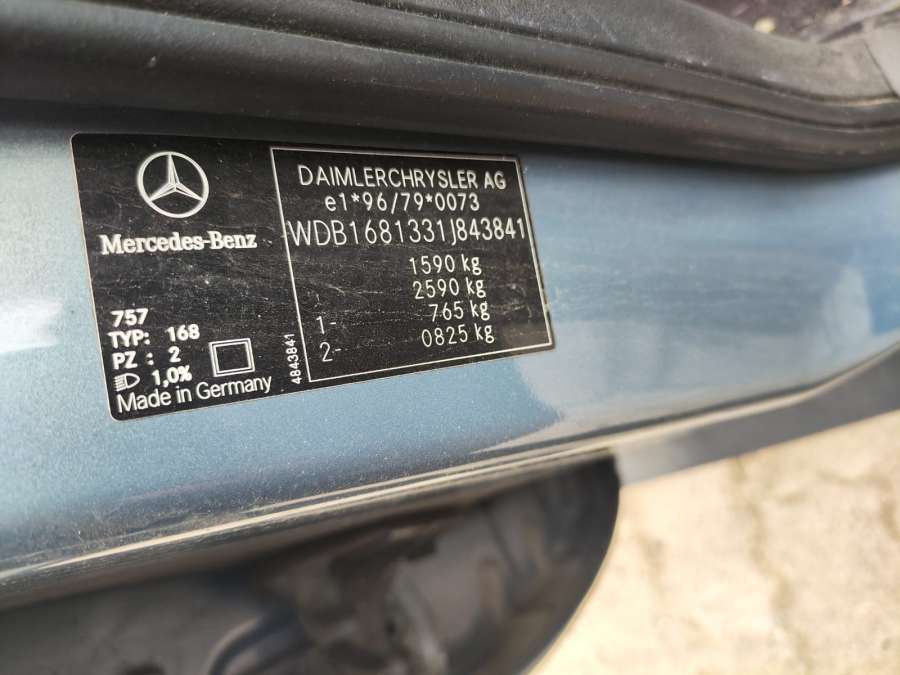 Mercedes-Benz
757
TYP: 168
PZ : 2
1,0%
Made in Germany
4843841
DAIMLERCHRYSLER AG
e1*96/79*0073
WDB1681331J843841
1590 kg
2590 kg
1- 765 kg
2- 0825 kg